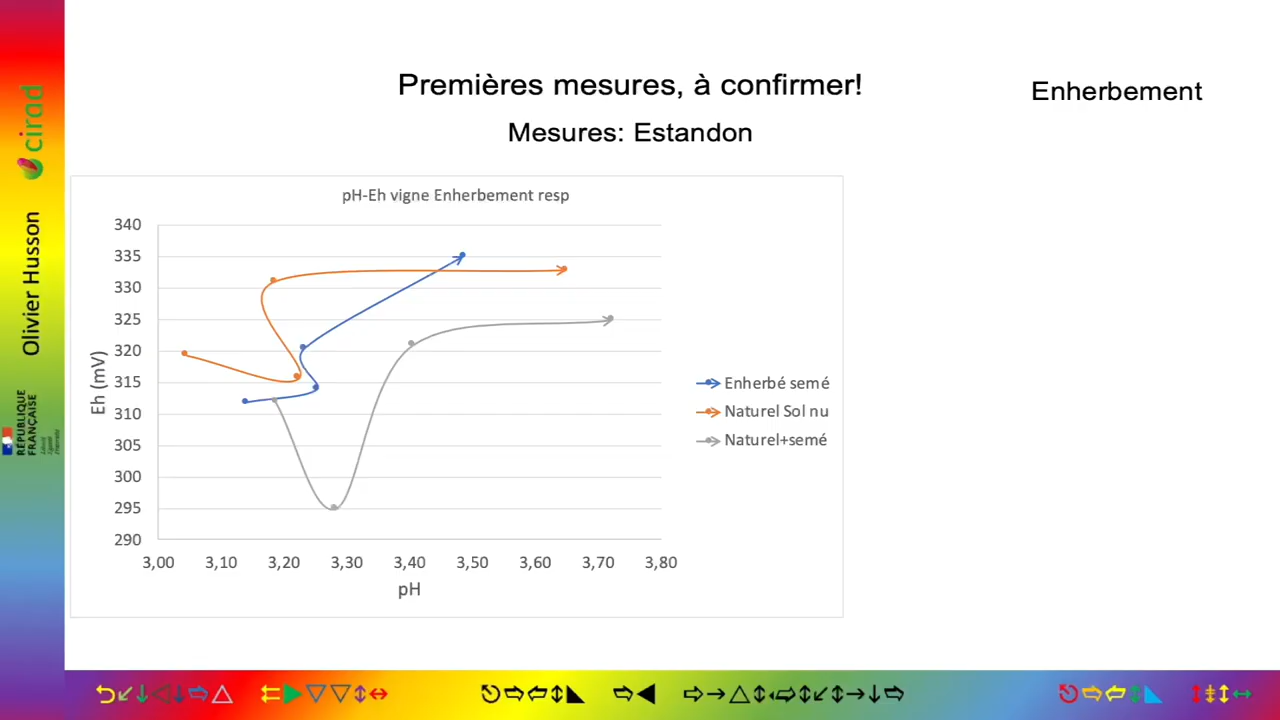 Premières mesures, à confirmer!
Enherbement
Mesures: Estandon
cirad
Olivier Husson
RÉPUBLIQUE
FRANÇAISE
pH-Eh vigne Enherbement resp
340
335
330
325
320
315
310
305
300
295
290
Eh (mV)
3,00 3,10 3,20 3,30 3,40 3,50 3,60 3,70 3,80
pH
Enherbé semé
Naturel Sol nu
Naturel+semé